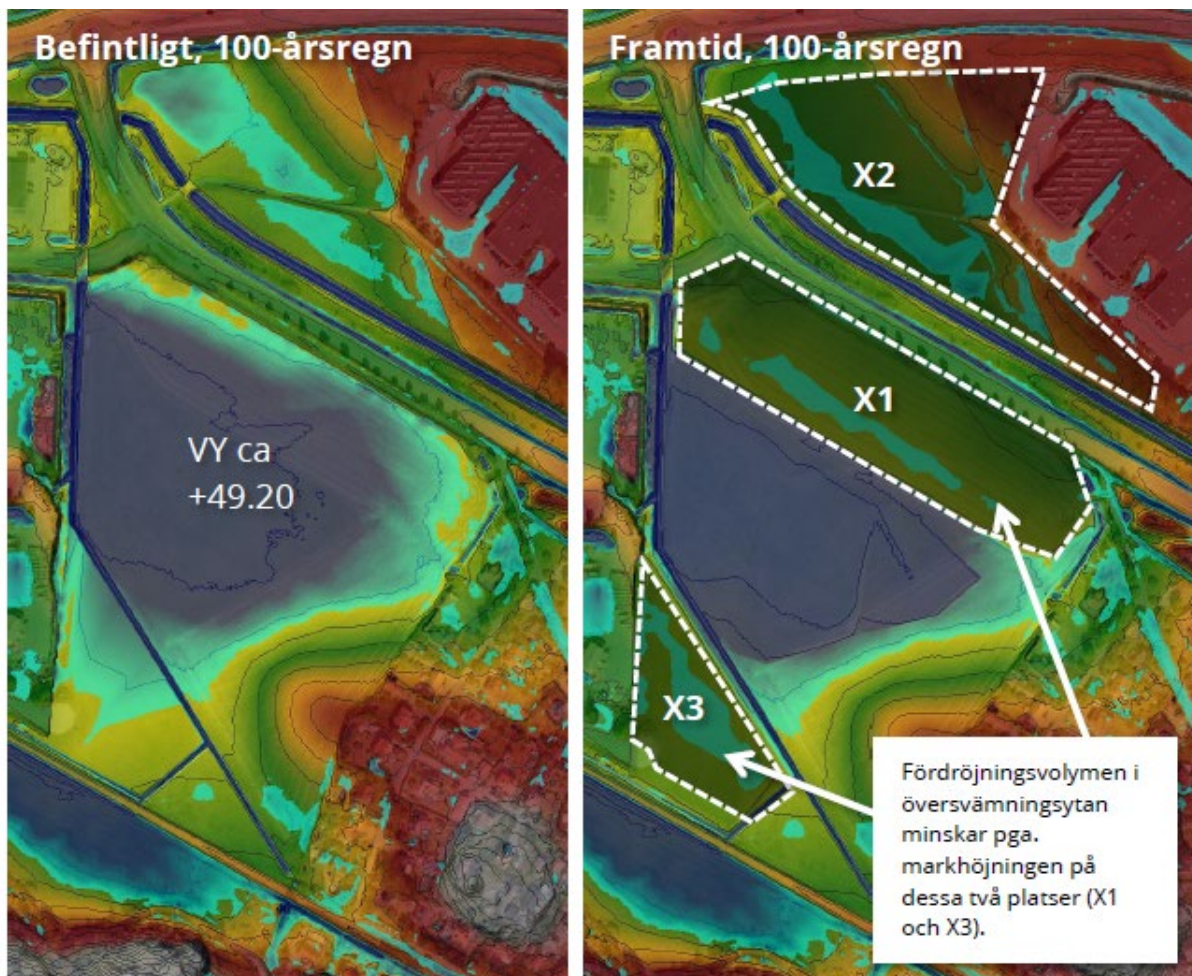 Befintligt, 100-årsregn
VY ca
+49.20
Framtid, 100-årsregn
X2
X1
X3
Fördröjningsvolymen i
översvämningsytan
minskar pga.
markhöjningen på
dessa två platser (X1
och X3).